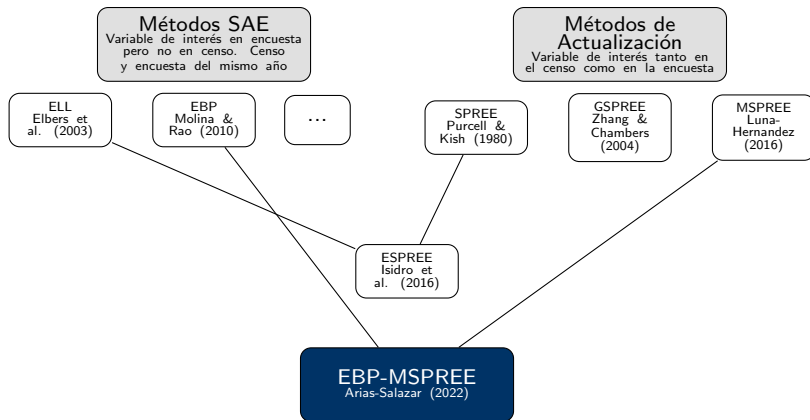 Métodos SAE
Variable de interés en encuesta
pero no en censo. Censo
y encuesta del mismo año
Métodos de
Actualización
Variable de interés tanto en
el censo como en la encuesta
ELL
Elbers et
al. (2003)
EBP
Molina &
Rao (2010)
...
SPREE
Purcell &
Kish (1980)
GSPREE
Zhang &
Chambers
(2004)
MSPREE
Luna-
Hernandez
(2016)
ESPREE
Isidro et
al. (2016)
EBP-MSPREE
Arias-Salazar (2022)